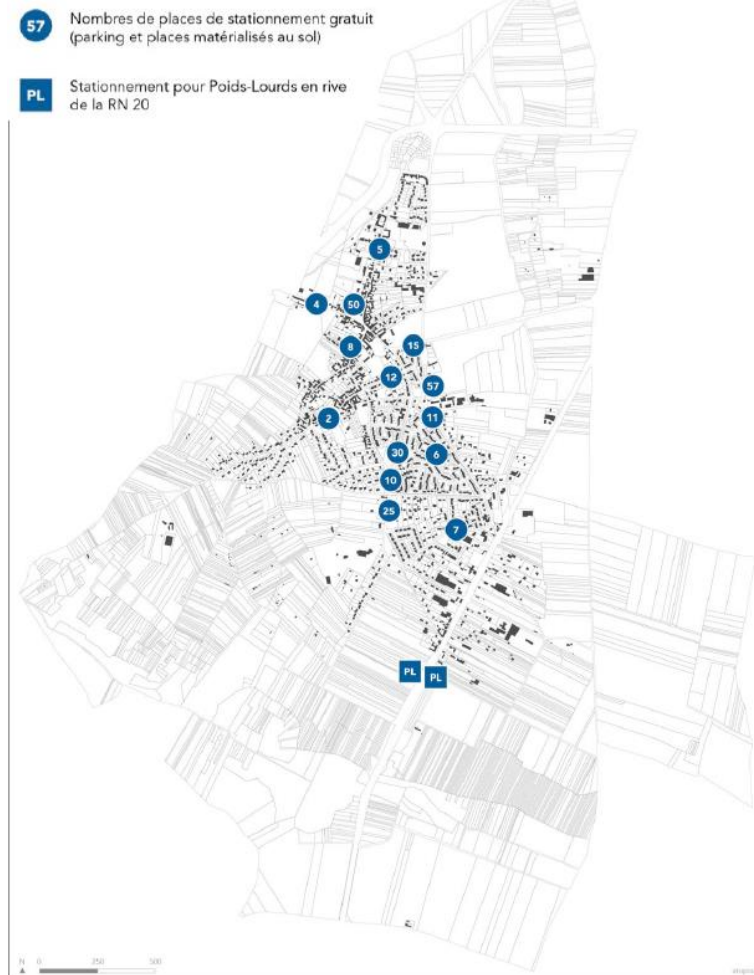 57
Nombres de places de stationnement gratuit
(parking et places matérialisés au sol)
PL
Stationnement pour Poids-Lourds en rive
de la RN 20
5
4
50
8
15
12
57
2
11
30
6
10
25
7
PL
PL
N 0 250 500